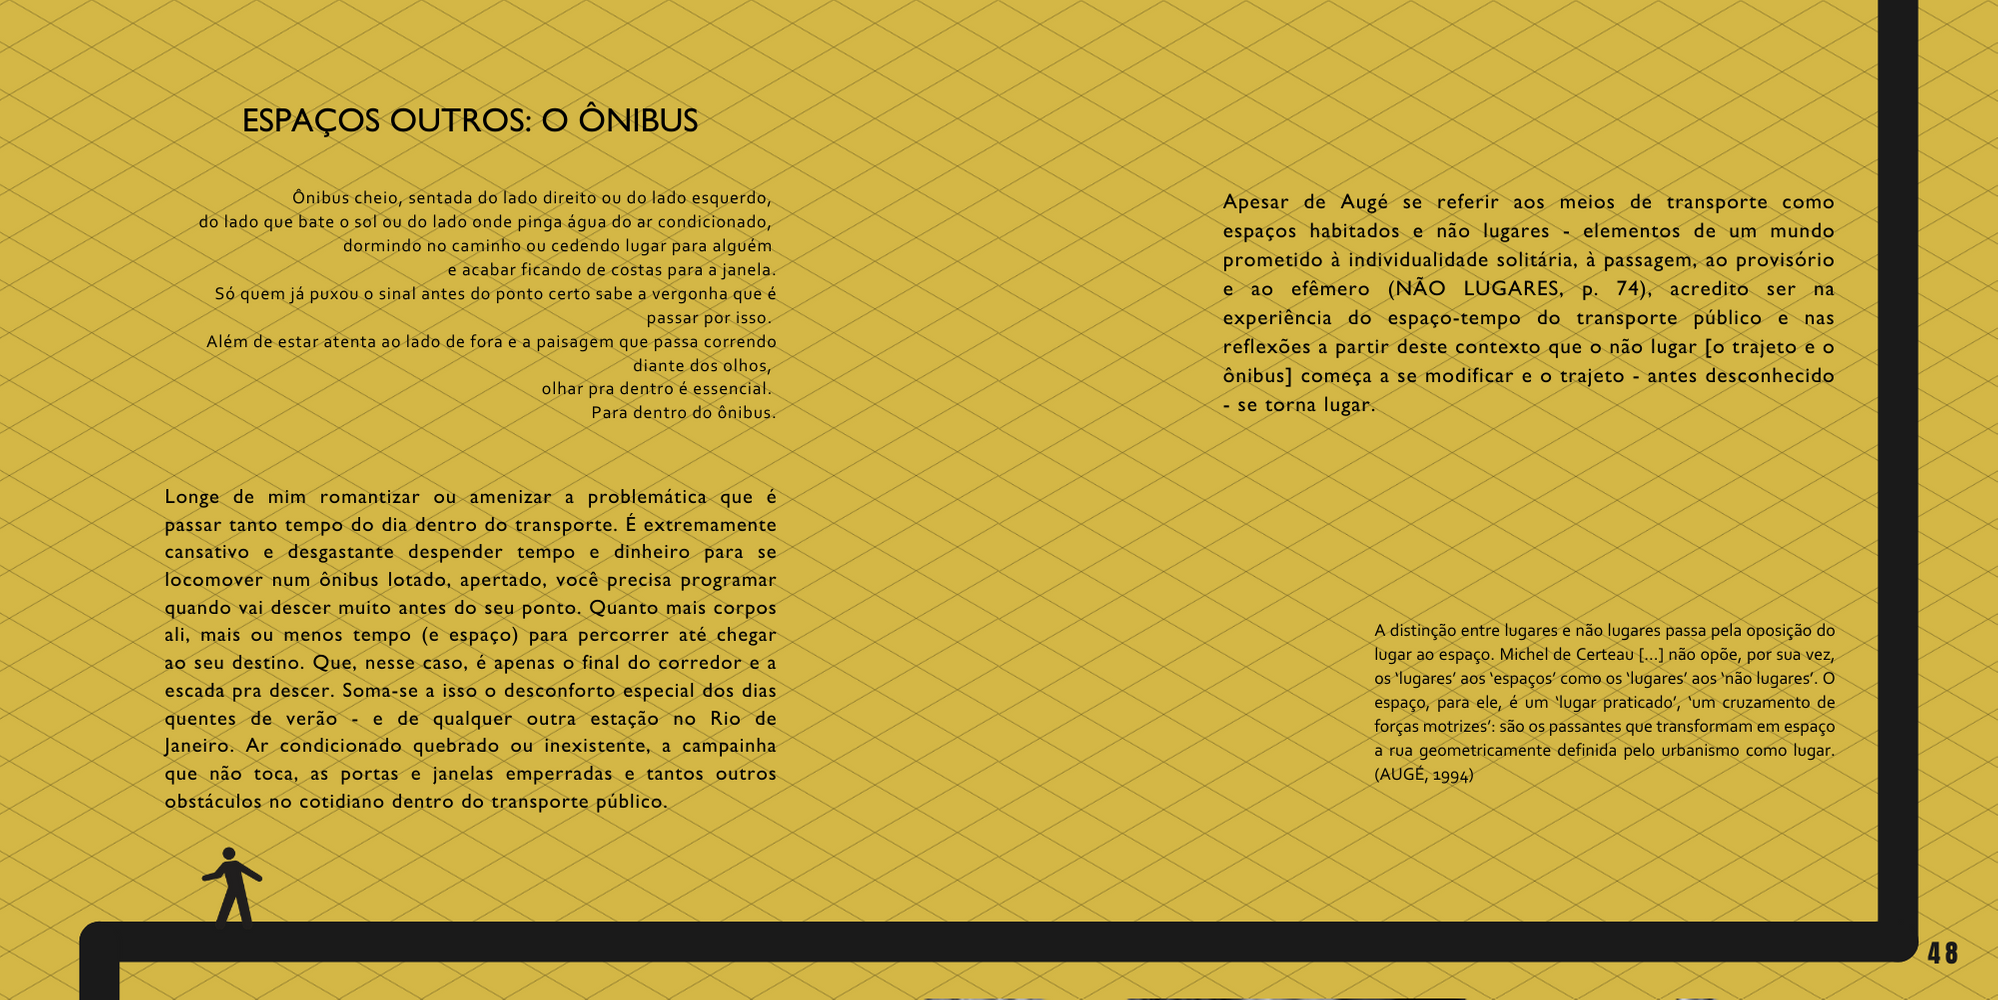 ESPAÇOS OUTROS: O ÔNIBUS
Ônibus cheio, sentada do lado direito ou do lado esquerdo,
do lado que bate o sol ou do lado onde pinga água do ar condicionado,
dormindo no caminho ou cedendo lugar para alguém
e acabar ficando de costas para a janela.
Só quem já puxou o sinal antes do ponto certo sabe a vergonha que é
passar por isso.
Além de estar atenta ao lado de fora e a paisagem que passa correndo
diante dos olhos,
olhar pra dentro é essencial.
Para dentro do ônibus.
Longe de mim romantizar ou amenizar a problemática que é
passar tanto tempo do dia dentro do transporte. É extremamente
cansativo e desgastante despender tempo e dinheiro para se
locomover num ônibus lotado, apertado, você precisa programar
quando vai descer muito antes do seu ponto. Quanto mais corpos
ali, mais ou menos tempo (e espaço) para percorrer até chegar
ao seu destino. Que, nesse caso, é apenas o final do corredor e a
escada pra descer. Soma-se a isso o desconforto especial dos dias
quentes de verão - e de qualquer outra estação no Rio de
Janeiro. Ar condicionado quebrado ou inexistente, a campainha
que não toca, as portas e janelas emperradas e tantos outros
obstáculos no cotidiano dentro do transporte público.
Apesar de Augé se referir aos meios de transporte como
espaços habitados e não lugares - elementos de um mundo
prometido à individualidade solitária, à passagem, ao provisório
e ao efêmero (NÃO LUGARES, p. 74), acredito ser na
experiência do espaço-tempo do transporte público e nas
reflexões a partir deste contexto que o não lugar [o trajeto e o
ônibus] começa a se modificar e o trajeto - antes desconhecido
- se torna lugar.
A distinção entre lugares e não lugares passa pela oposição do
lugar ao espaço. Michel de Certeau [...] não opõe, por sua vez,
os 'lugares' aos 'espaços' como os 'lugares' aos 'não lugares'. O
espaço, para ele, é um 'lugar praticado', 'um cruzamento de
forças motrizes': são os passantes que transformam em espaço
a rua geometricamente definida pelo urbanismo como lugar.
(AUGÉ, 1994)
48